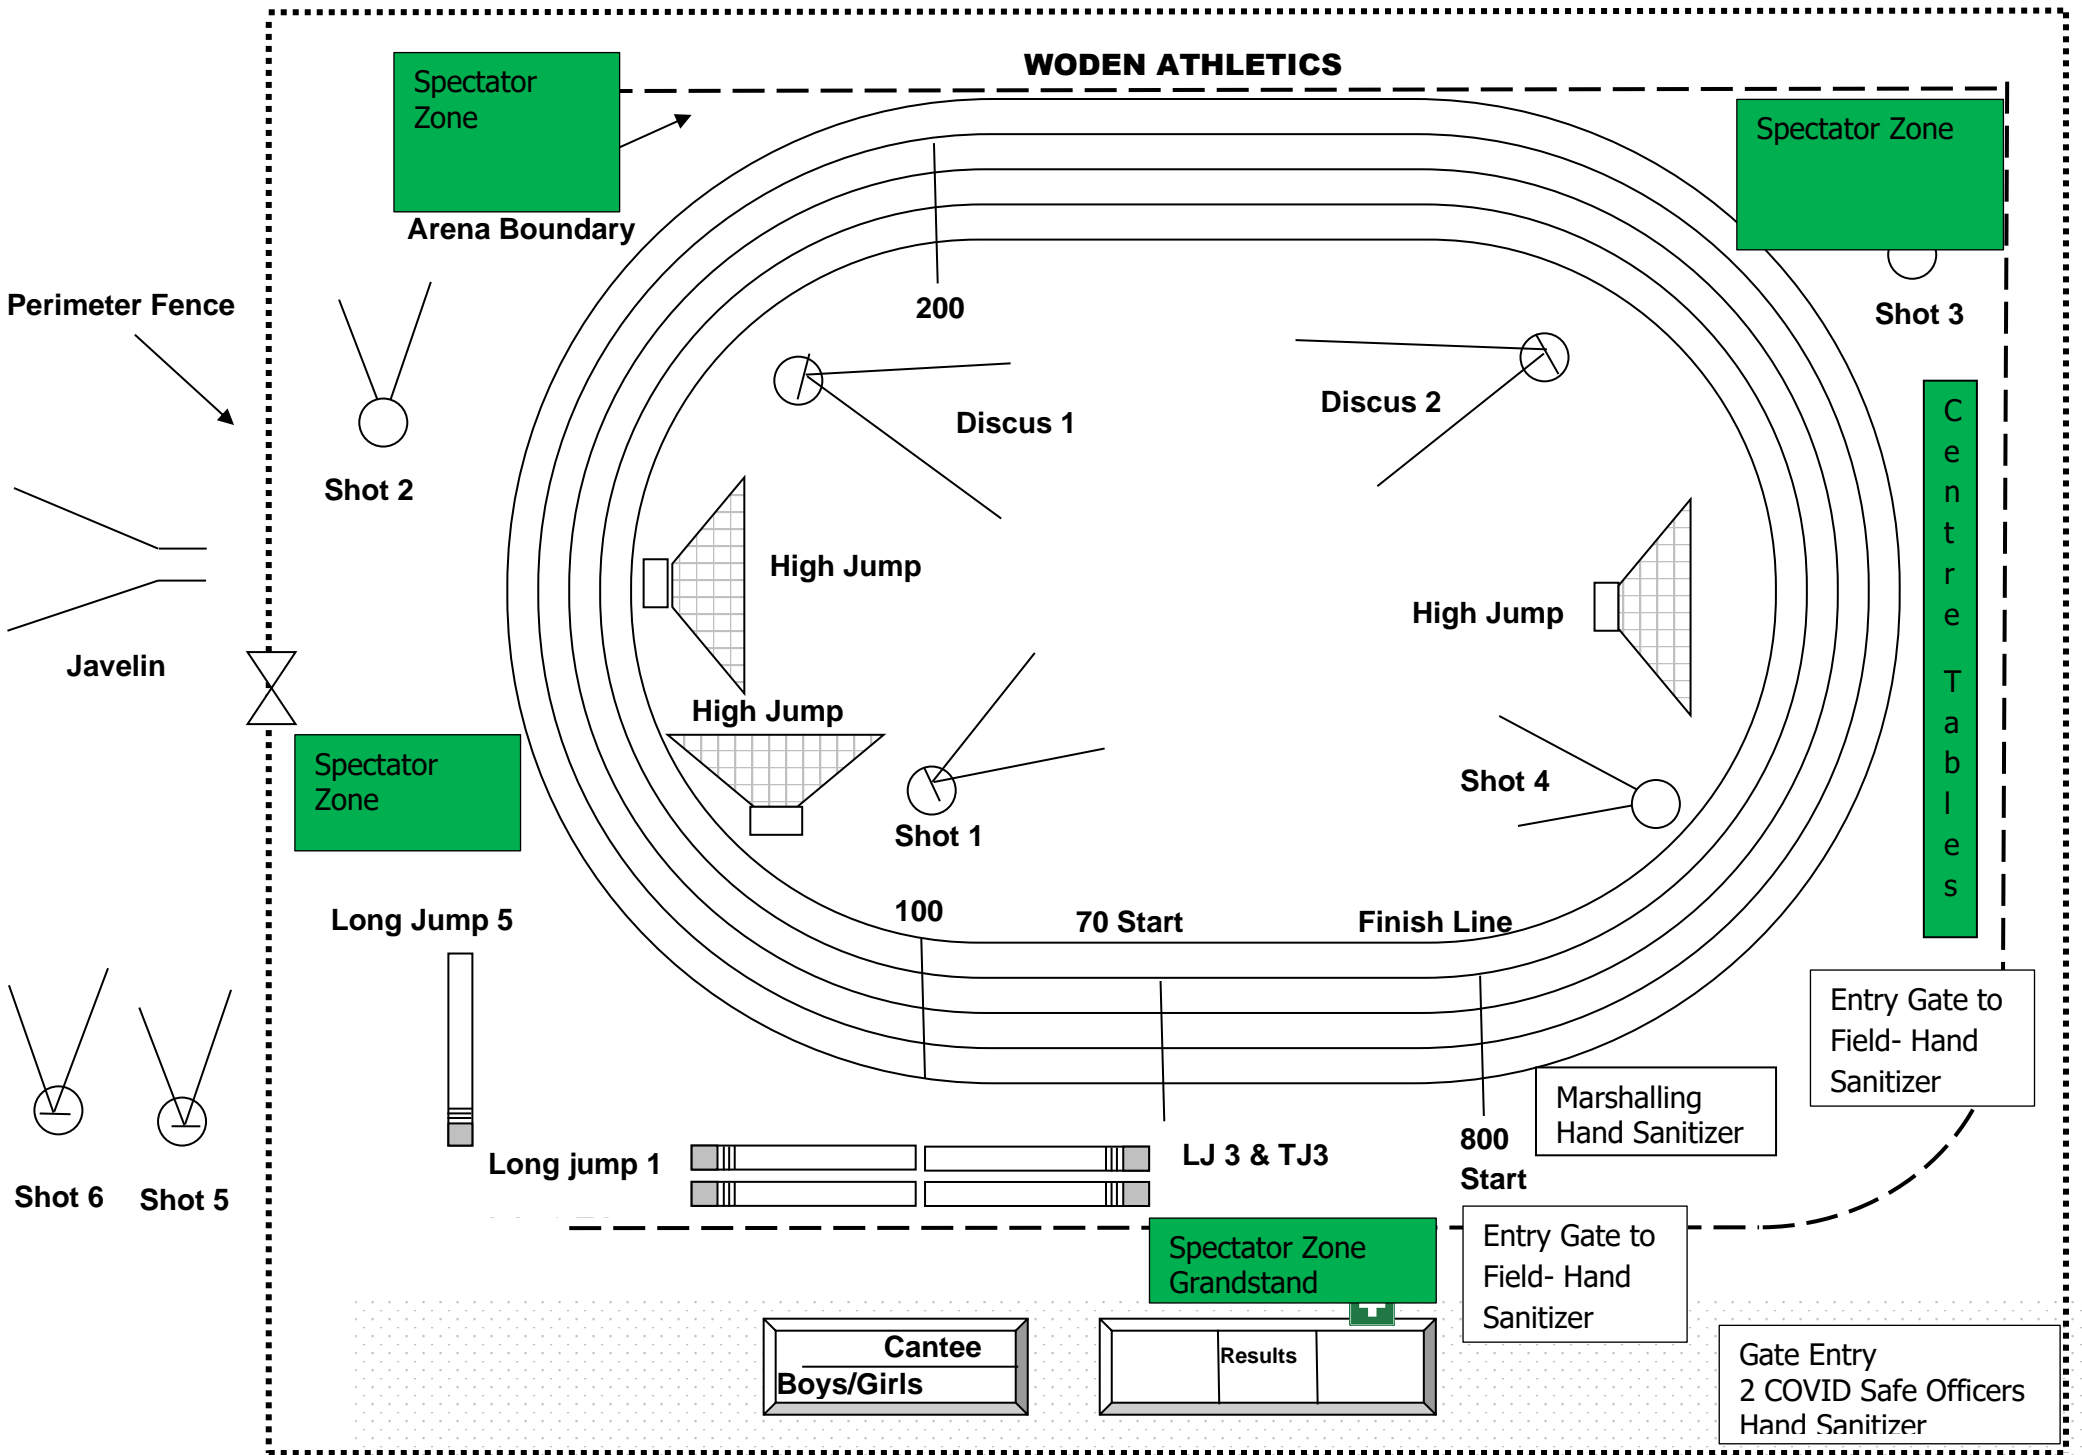 WODEN ATHLETICS
Spectator
Zone
Spectator Zone
Arena Boundary
Perimeter Fence
200
Shot 3
Discus 1
Discus 2
Shot 2
C
e
n
t
r
e
T
a
b
l
e
s
High Jump
High Jump
Javelin
High Jump
Spectator
Zone
Shot 4
Shot 1
Long Jump 5
100
70 Start
Finish Line
Entry Gate to
Field- Hand
Sanitizer
Marshalling
Hand Sanitizer
Long jump 1
LJ 3 & TJ3
800
Start
Shot 6
Shot 5
Spectator Zone
Grandstand
Entry Gate to
Field- Hand
Sanitizer
Cantee
Boys/Girls
Results
Gate Entry
2 COVID Safe Officers
Hand Sanitizer